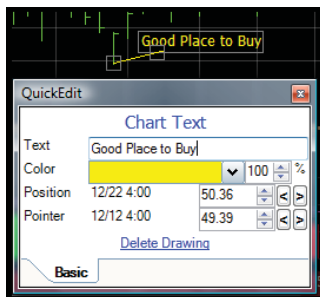 Good Place to Buy
QuickEdit
Chart Text
Text Good Place to Buy
Color 100 %
Position 12/22 4:00 50.36 < >
Pointer 12/12 4:00 49.39 < >
Delete Drawing
Basic